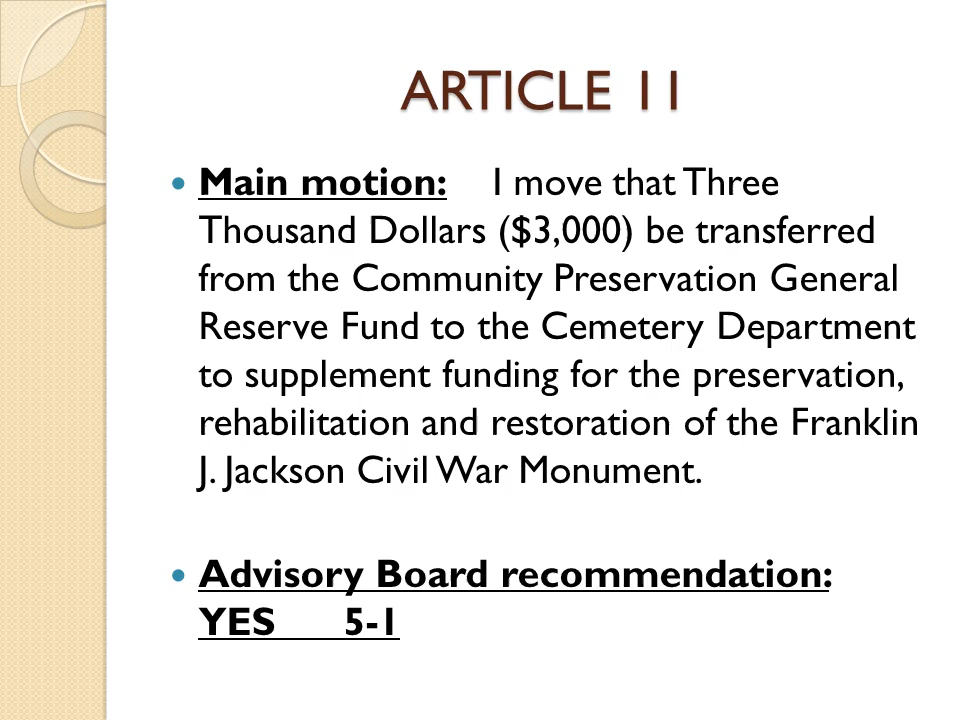 ARTICLE 11
• Main motion: I move that Three
Thousand Dollars ($3,000) be transferred
from the Community Preservation General
Reserve Fund to the Cemetery Department
to supplement funding for the preservation,
rehabilitation and restoration of the Franklin
J. Jackson Civil War Monument.
• Advisory Board recommendation:
YES 5-1